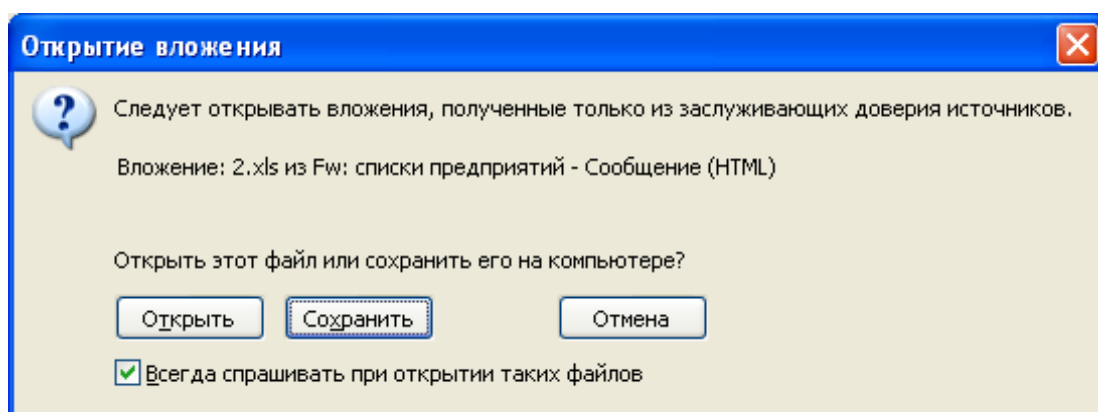 Открытие вложения
Следует открывать вложения, полученные только из заслуживающих доверия источников.
Вложение: 2.xls из Fw: списки предприятий - Сообщение (HTML)
Открыть этот файл или сохранить его на компьютере?
Открыть Сохранить Отмена
Всегда спрашивать при открытии таких файлов